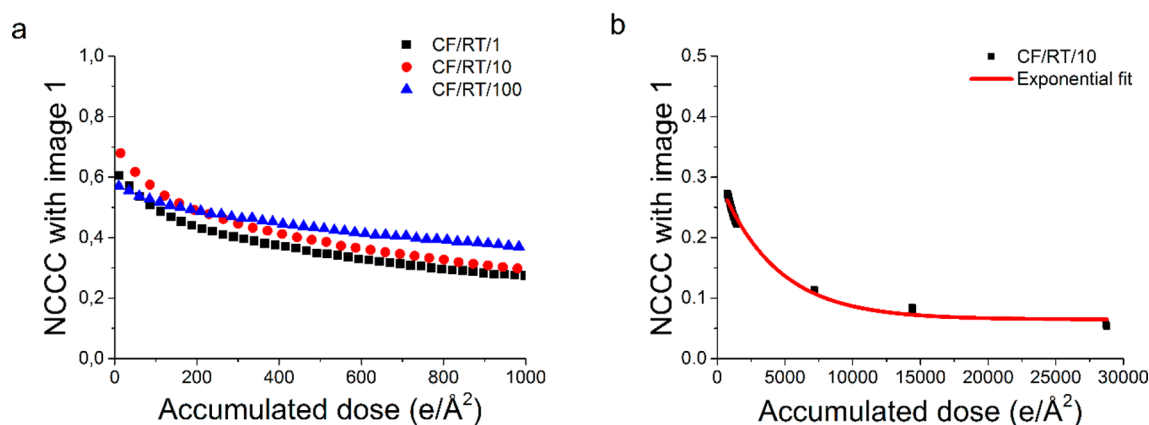 a
CF/RT/1
CF/RT/10
CF/RT/100
NCCC with image 1
1,0
0,8
0,6
0,4
0,2
0,0
0 200 400 600 800 1000
Accumulated dose (e/Å²)
b
CF/RT/10
Exponential fit
NCCC with image 1
0.5
0.4
0.3
0.2
0.1
0.0
0 5000 10000 15000 20000 25000 30000
Accumulated dose (e/Å²)